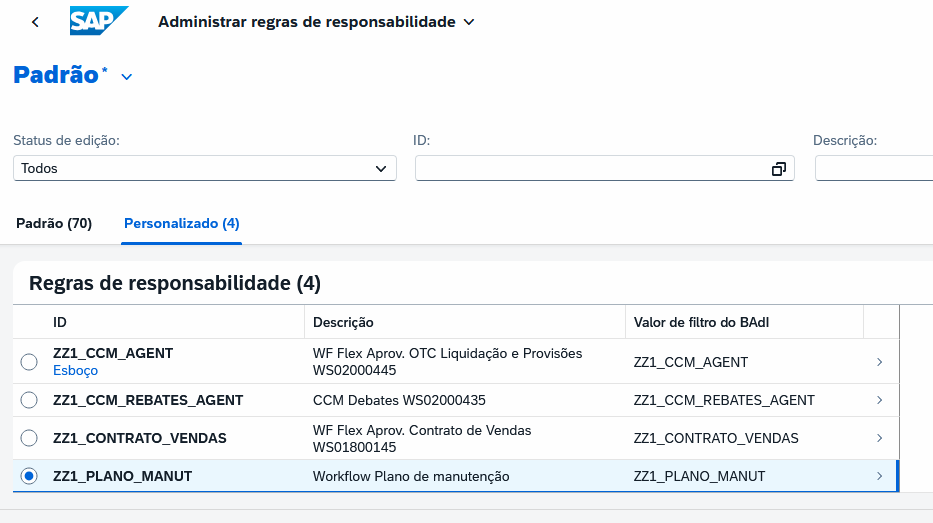 SAP Administrar regras de responsabilidade
Padrão*
Status de edição: ID: Descrição:
Todos
Padrão (70) Personalizado (4)
Regras de responsabilidade (4)
ID Descrição Valor de filtro do BAdI
ZZ1_CCM_AGENT
Esboço
WF Flex Aprov. OTC Liquidação e Provisões
WS02000445
ZZ1_CCM_AGENT
ZZ1_CCM_REBATES_AGENT CCM Debates WS02000435 ZZ1_CCM_REBATES_AGENT
ZZ1_CONTRATO_VENDAS
WF Flex Aprov. Contrato de Vendas
WS01800145
ZZ1_CONTRATO_VENDAS
ZZ1_PLANO_MANUT Workflow Plano de manutenção ZZ1_PLANO_MANUT